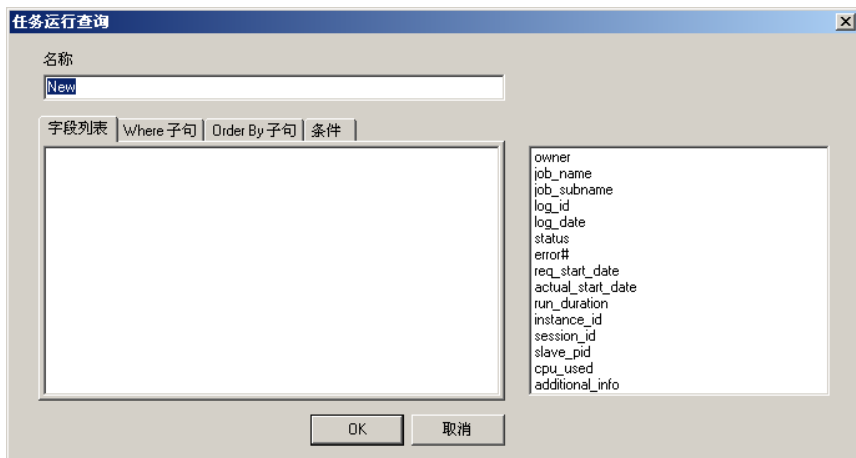 任务运行查询
名称
New
字段列表 Where 子句 Order By 子句 条件
owner
job_name
job_subname
log_id
log_date
status
error#
req_start_date
actual_start_date
run_duration
instance_id
session_id
slave_pid
cpu_used
additional_info
OK 取消